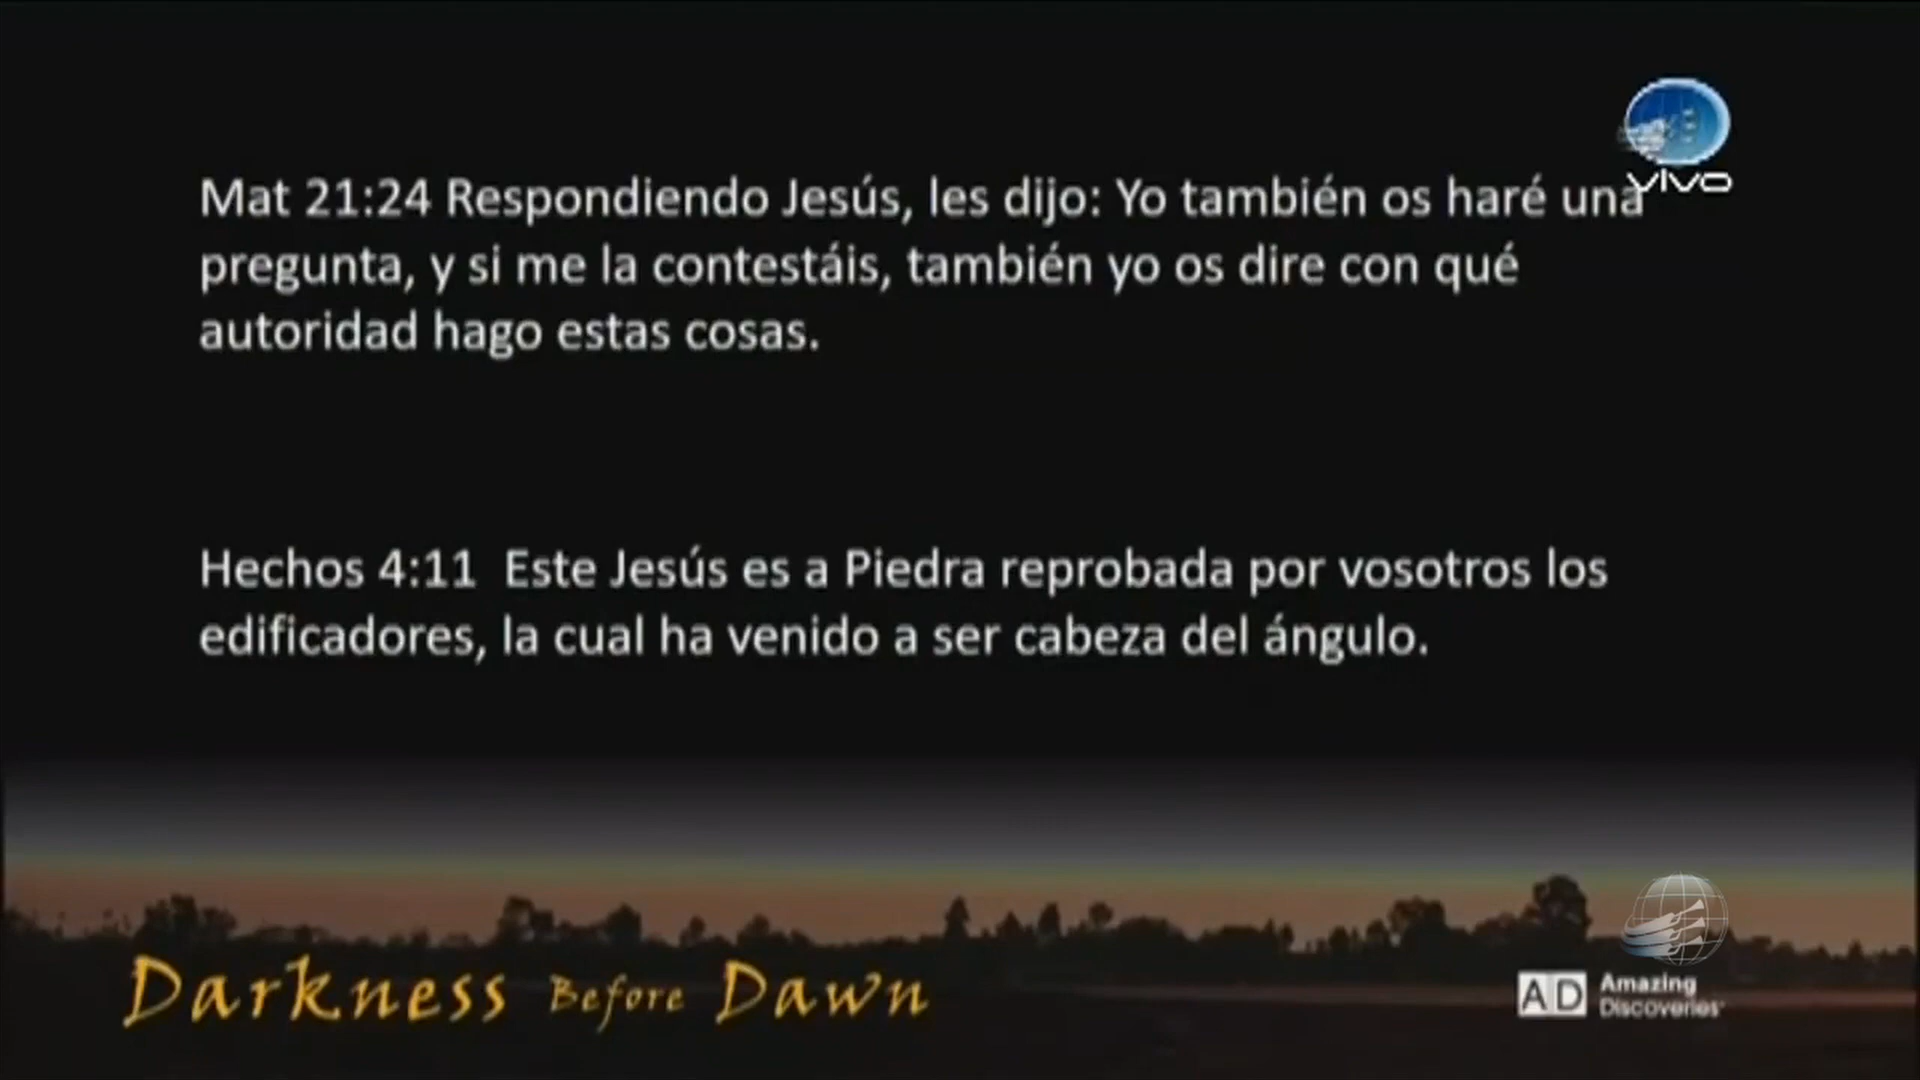 VIVO
Mat 21:24 Respondiendo Jesús, les dijo: Yo también os haré una
pregunta, y si me la contestáis, también yo os dire con qué
autoridad hago estas cosas.
Hechos 4:11 Este Jesús es a Piedra reprobada por vosotros los
edificadores, la cual ha venido a ser cabeza del ángulo.
Darkness Before Dawn
AD Amazing
Discoveries